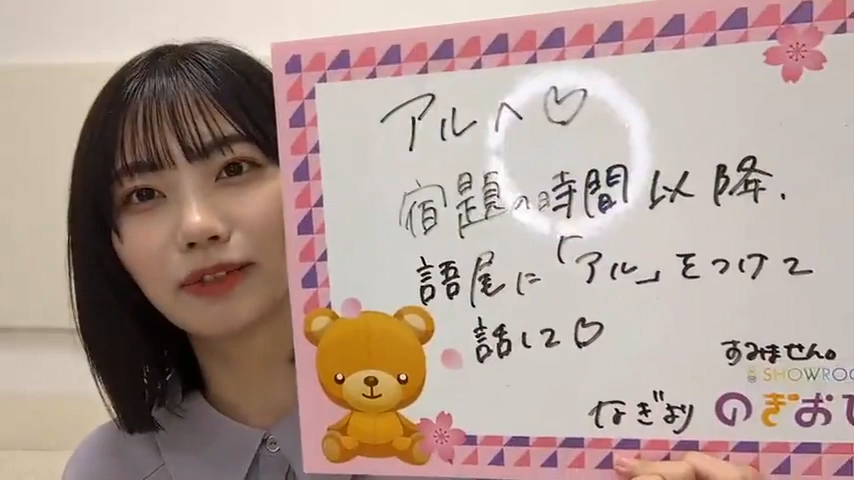 アルへ♡
宿題の時間以降、
語尾に「アル」をつけて
話して♡
すみません。
SHOWROO
なぎより
のぎおび